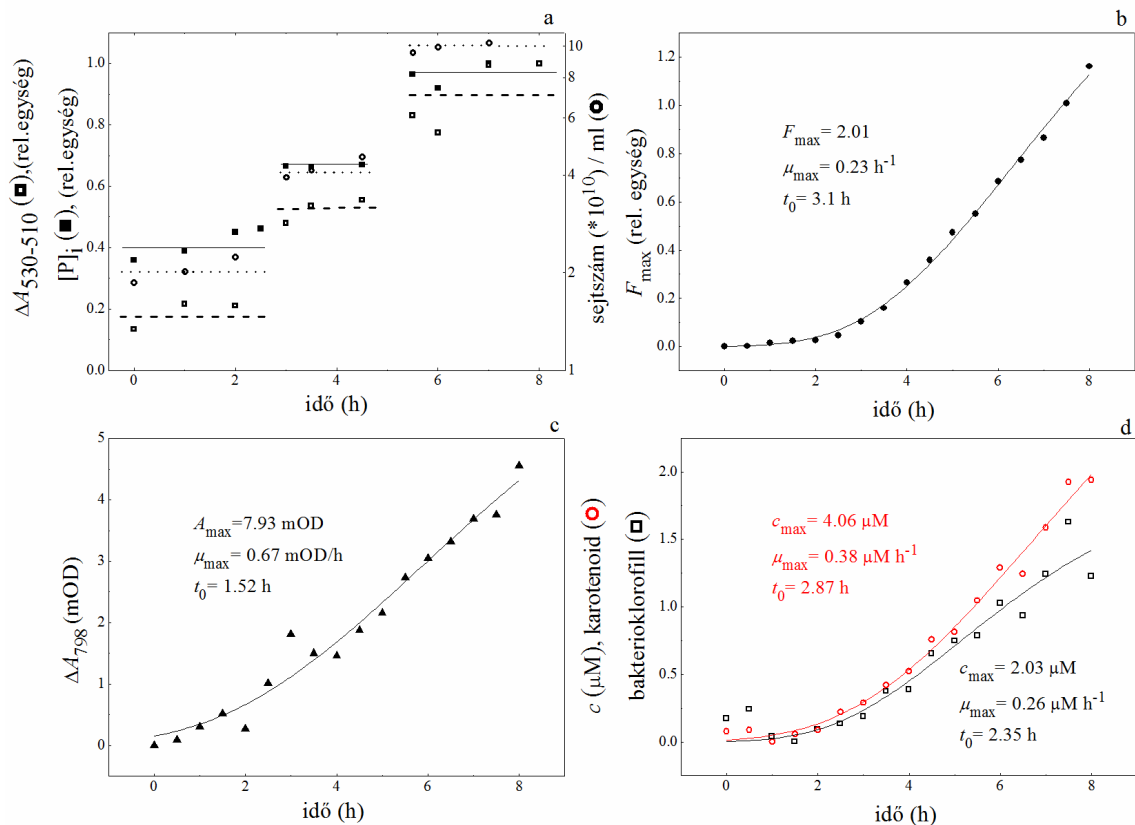 a
ΔA530-510 (□),(rel.egység)
[P]i (■), (rel.egység)
1.0
0.8
0.6
0.4
0.2
0.0
0 2 4 6 8
idő (h)
10
8
6
4
2
1
sejtszám (*10^10) / ml (○)
b
Fmax (rel. egység)
1.2
1.0
0.8
0.6
0.4
0.2
0.0
Fmax= 2.01
μmax= 0.23 h-1
t0= 3.1 h
0 2 4 6 8
idő (h)
c
ΔA798 (mOD)
5
4
3
2
1
0
Amax=7.93 mOD
μmax= 0.67 mOD/h
t0= 1.52 h
0 2 4 6 8
idő (h)
d
c (μM), karotenoid (○)
bakterioklorofill (□)
2.0
1.5
1.0
0.5
0.0
cmax= 4.06 μM
μmax= 0.38 μM h-1
t0= 2.87 h
cmax= 2.03 μM
μmax= 0.26 μM h-1
t0= 2.35 h
0 2 4 6 8
idő (h)